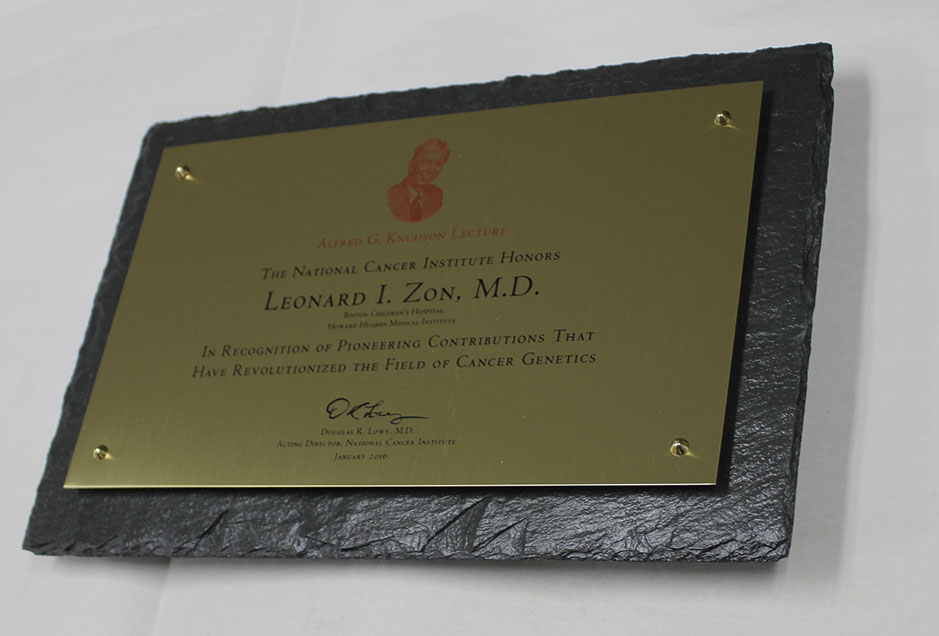 ALFRED G. KNUDSON LECTURE
THE NATIONAL CANCER INSTITUTE HONORS
LEONARD I. ZON, M.D.
BOSTON CHILDREN'S HOSPITAL
HOWARD HUGHES MEDICAL INSTITUTE
IN RECOGNITION OF PIONEERING CONTRIBUTIONS THAT
HAVE REVOLUTIONIZED THE FIELD OF CANCER GENETICS
DOUGLAS R. LOWY, M.D.
ACTING DIRECTOR, NATIONAL CANCER INSTITUTE
JANUARY 2016